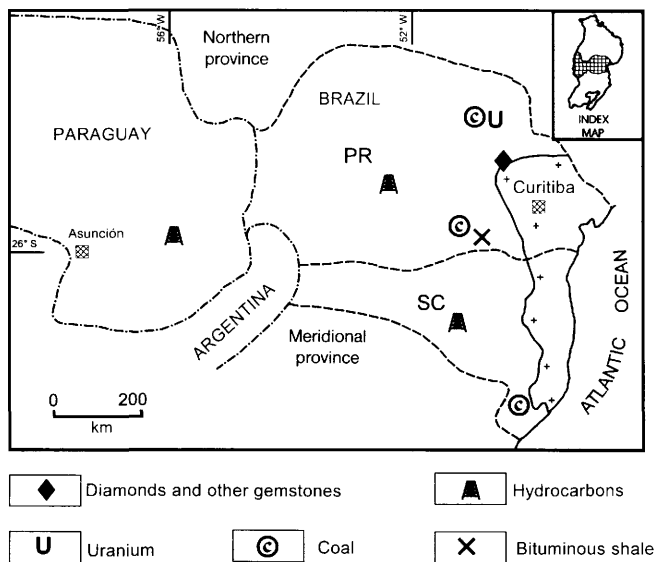 56° W
52° W
Northern
province
INDEX
MAP
BRAZIL
PARAGUAY
C U
PR
Curitiba
Asunción
C
26° S
ARGENTINA
SC
Meridional
province
ATLANTIC OCEAN
0 200
km
C
Diamonds and other gemstones
Hydrocarbons
U Uranium
C Coal
Bituminous shale